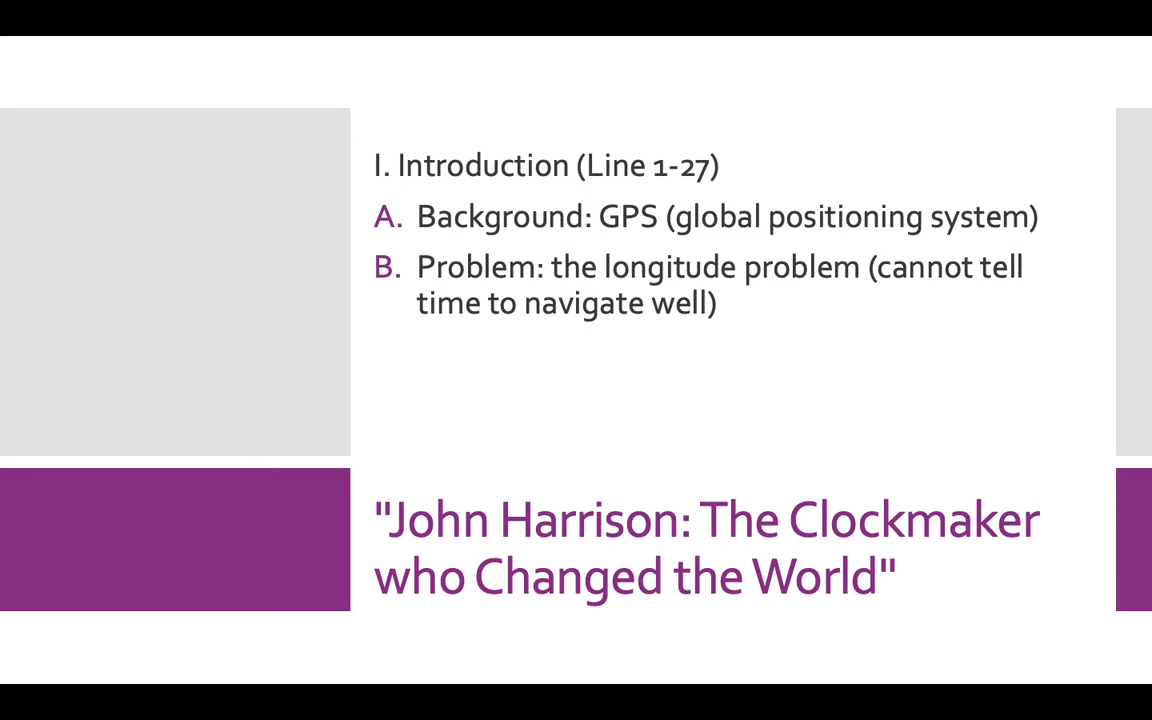 I. Introduction (Line 1-27)
A. Background: GPS (global positioning system)
B. Problem: the longitude problem (cannot tell
time to navigate well)
"John Harrison: The Clockmaker
who Changed the World"